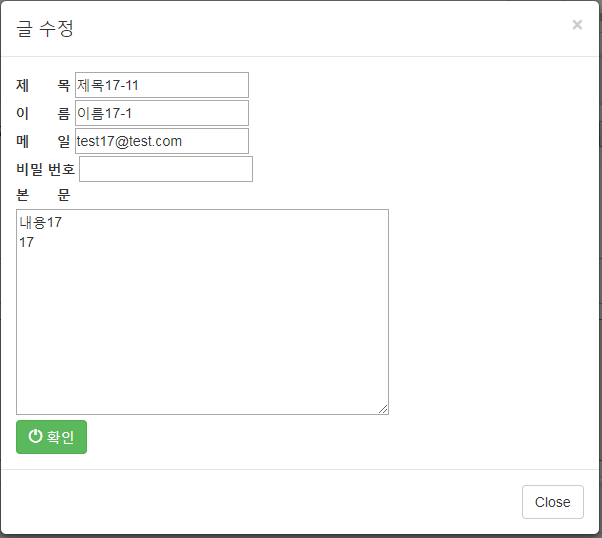 글 수정 ×
제 목 제목17-11
이 름 이름17-1
메 일 test17@test.com
비밀 번호
본 문
내용17
17
확인
Close